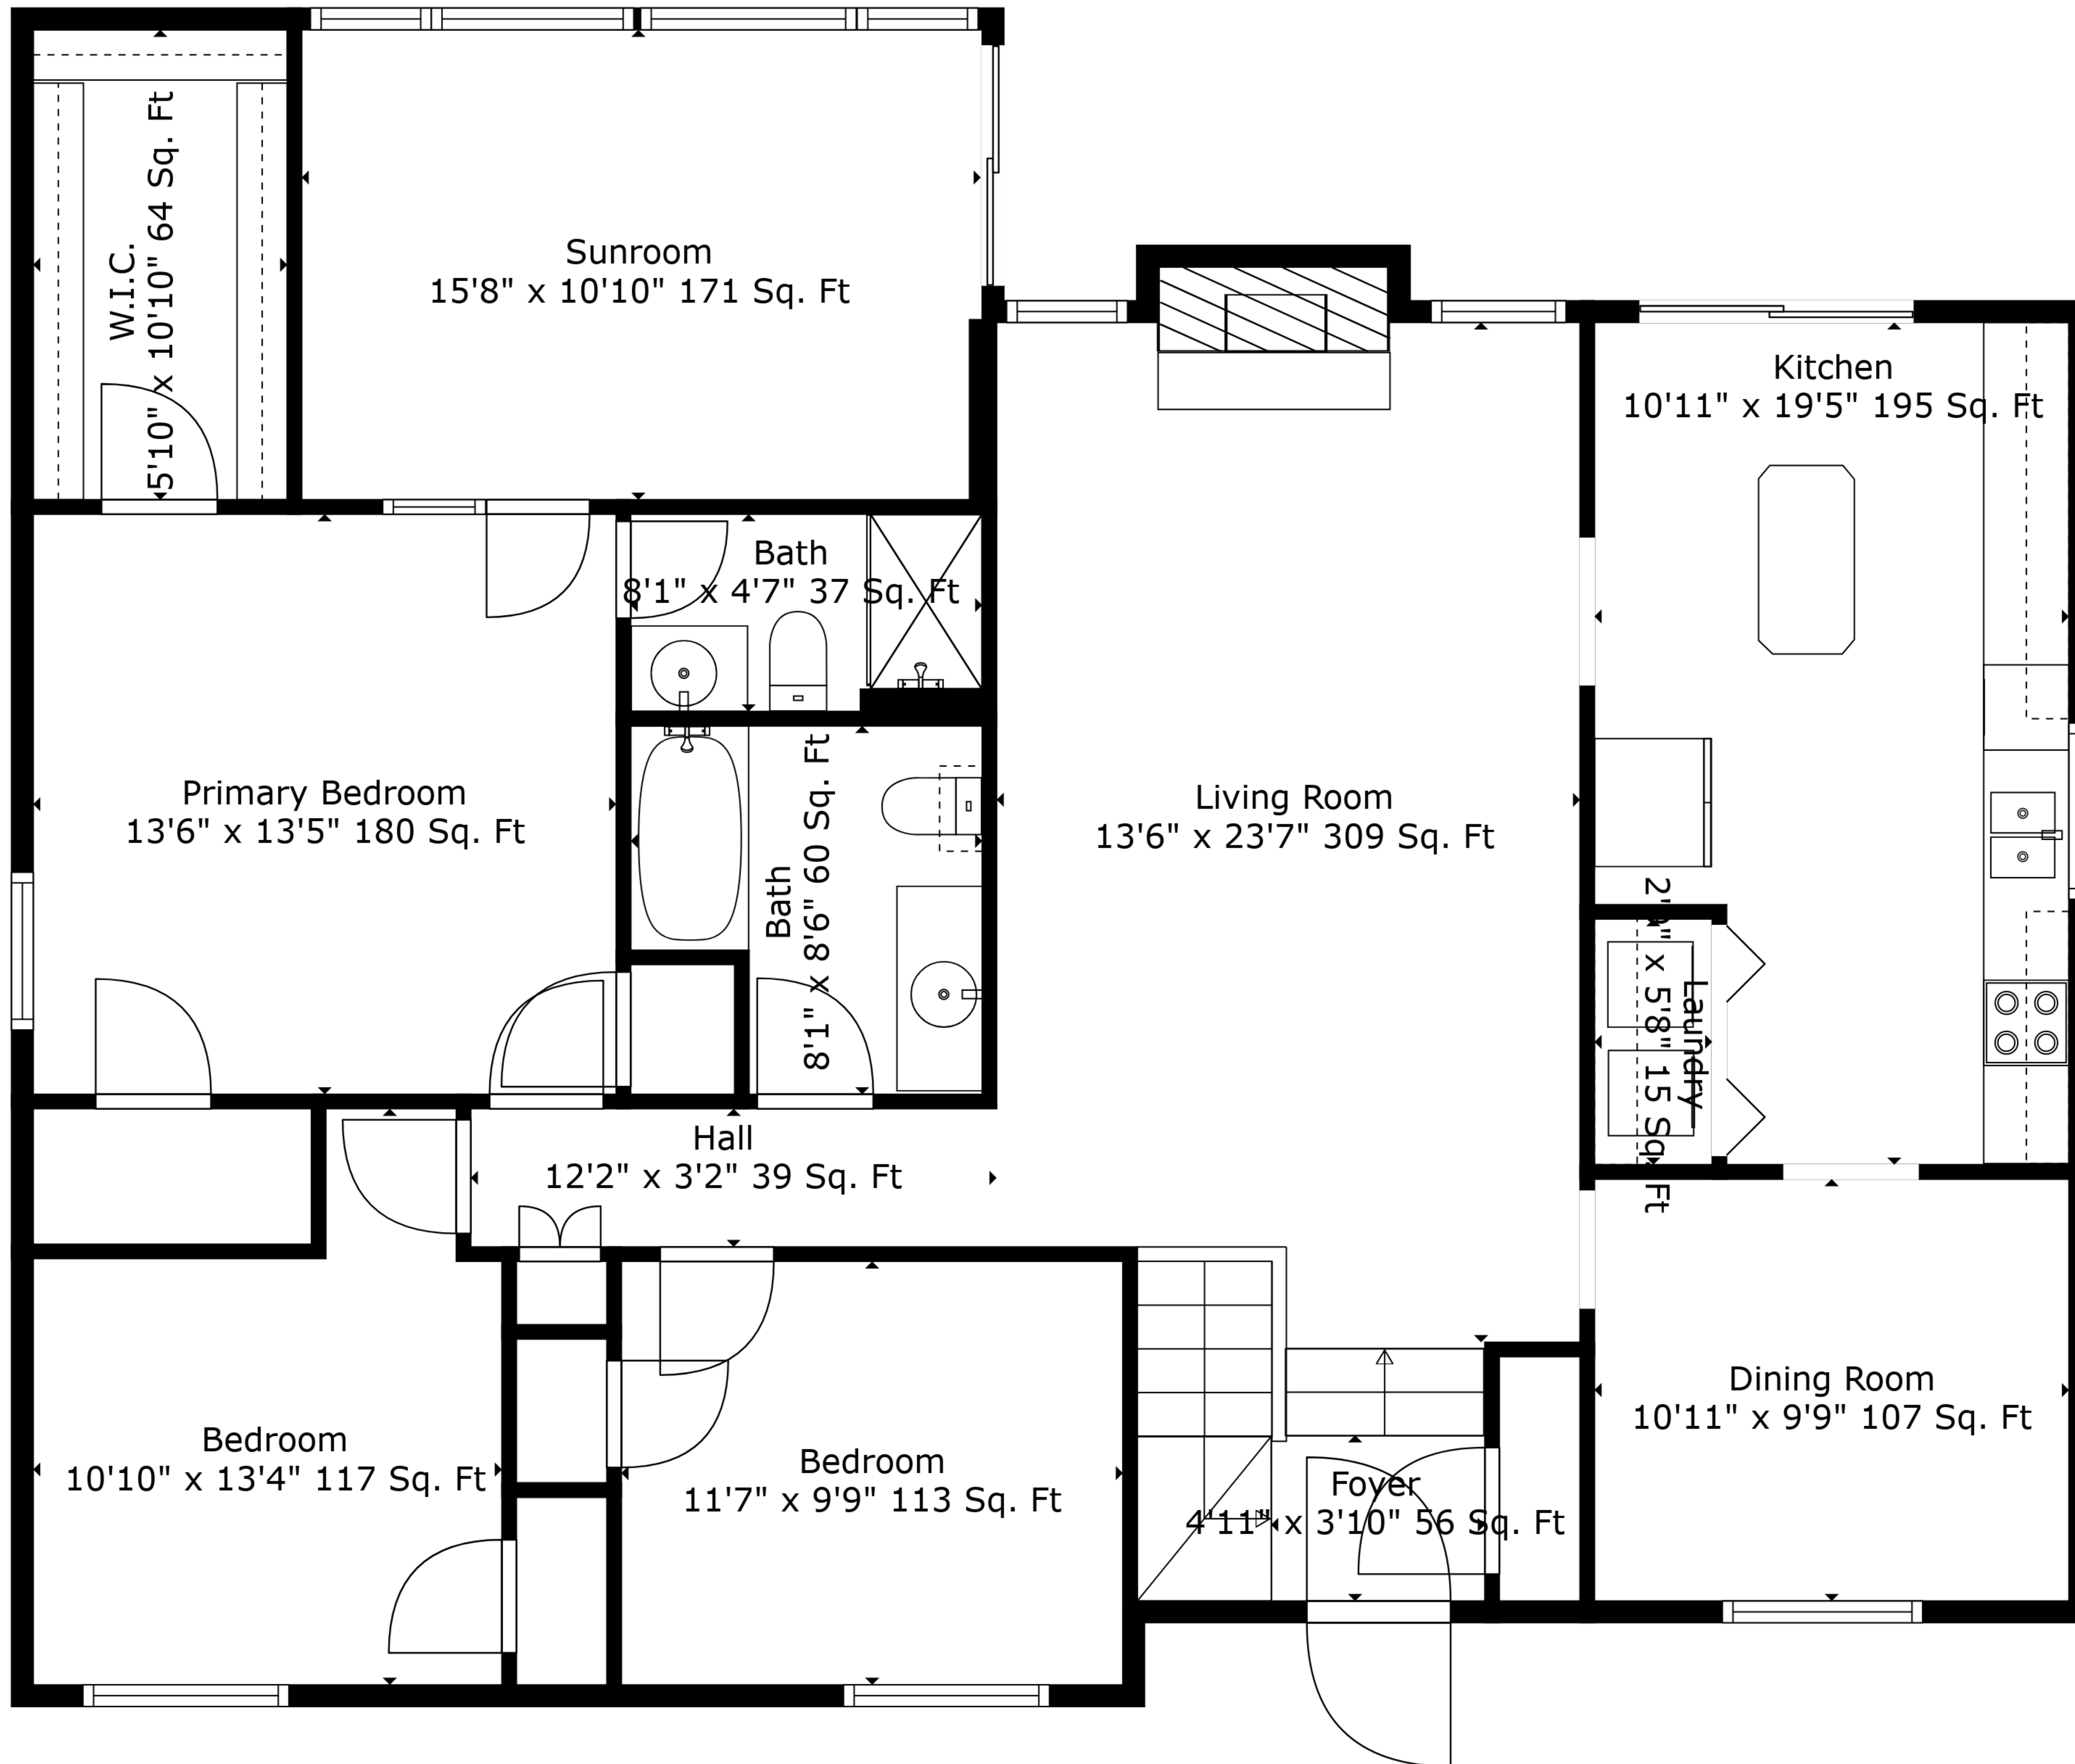 W.I.C.
5'10" x 10'10" 64 Sq. Ft
Sunroom
15'8" x 10'10" 171 Sq. Ft
Kitchen
10'11" x 19'5" 195 Sq. Ft
Bath
8'1" x 4'7" 37 Sq. Ft
Primary Bedroom
13'6" x 13'5" 180 Sq. Ft
Bath
8'1" x 8'6" 60 Sq. Ft
Living Room
13'6" x 23'7" 309 Sq. Ft
Laundry
x 5'8" 15 Sq. Ft
Hall
12'2" x 3'2" 39 Sq. Ft
Dining Room
10'11" x 9'9" 107 Sq. Ft
Bedroom
10'10" x 13'4" 117 Sq. Ft
Bedroom
11'7" x 9'9" 113 Sq. Ft
Foyer
4'11" x 3'10" 56 Sq. Ft